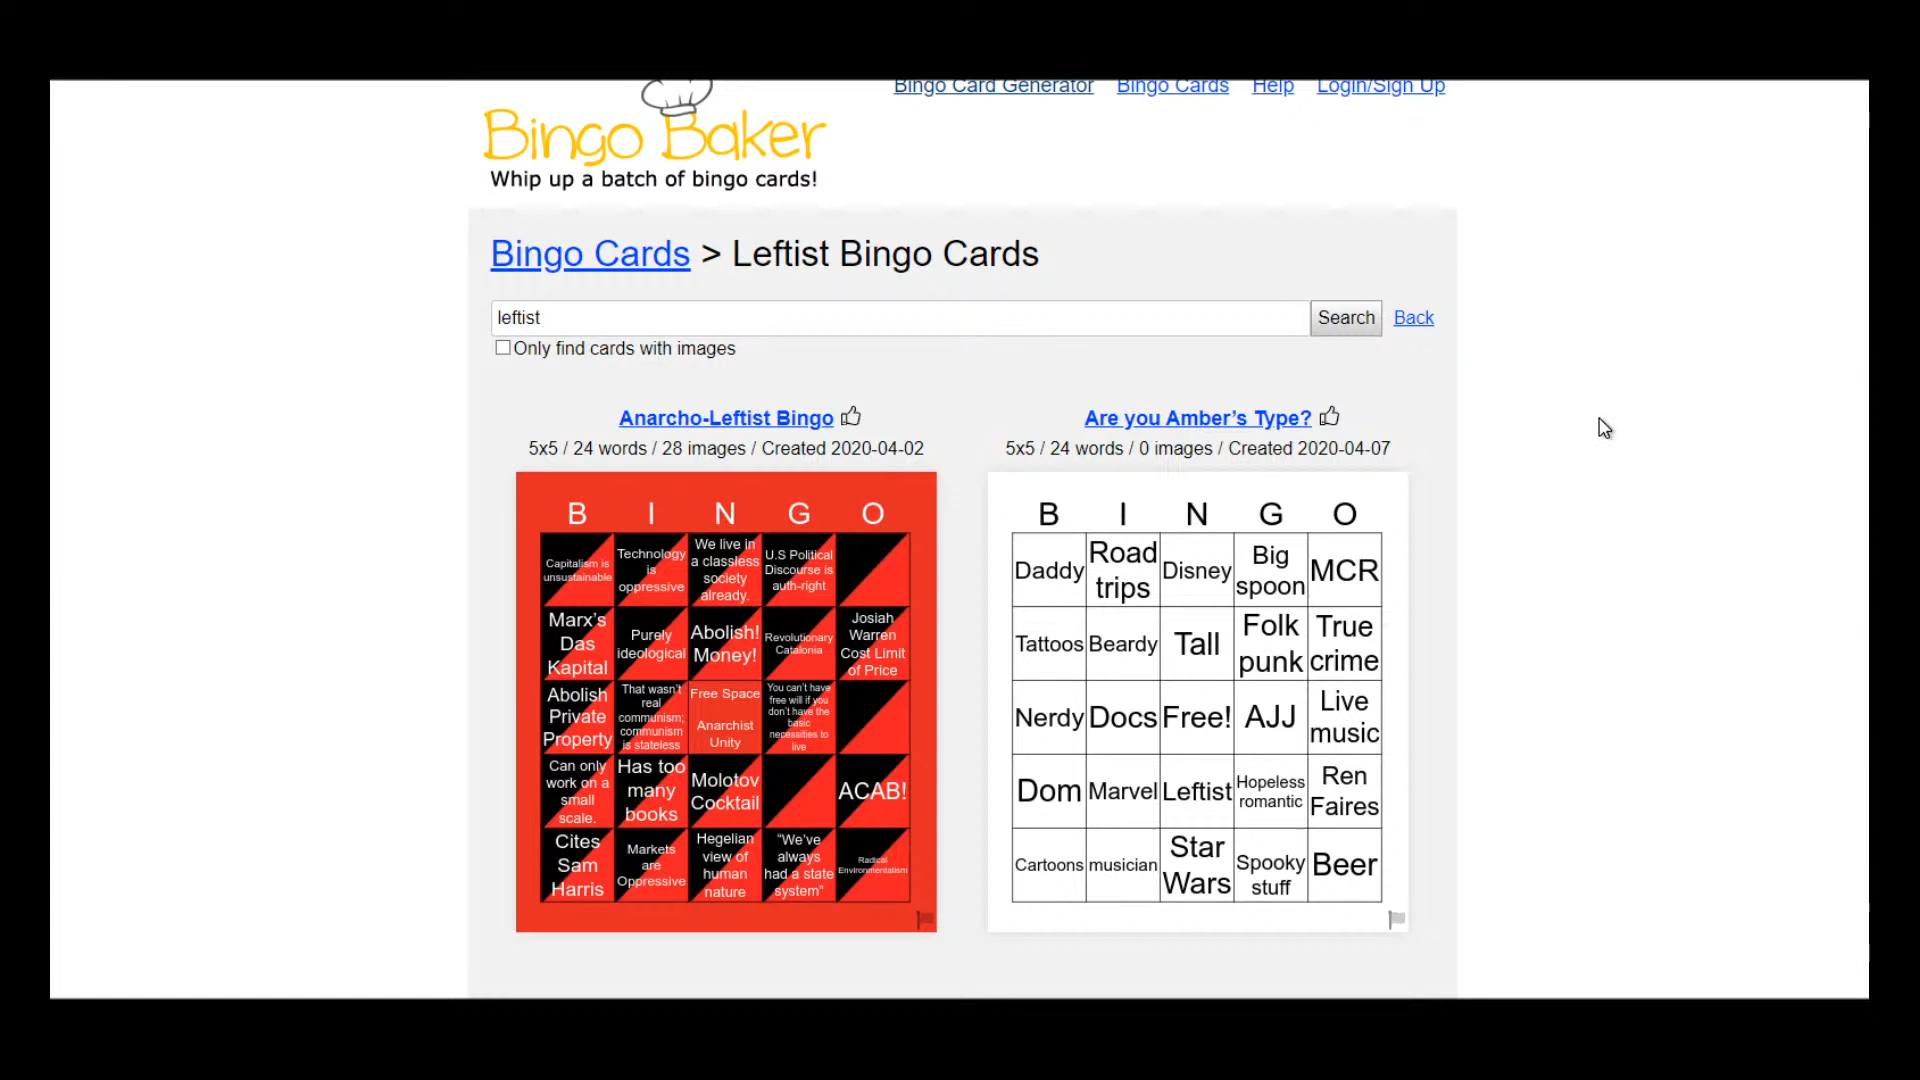 Bingo Card Generator Bingo Cards Help Login/Sign Up
Bingo Baker
Whip up a batch of bingo cards!
Bingo Cards > Leftist Bingo Cards
leftist
Search
Back
Only find cards with images
Anarcho-Leftist Bingo
5x5 / 24 words / 28 images / Created 2020-04-02
B I N G O
Capitalism is
unsustainable
Technology
is
oppressive
We live in
a classless
society
already.
U.S Political
Discourse is
auth-right
Marx's
Das
Kapital
Purely
ideological
Abolish!
Money!
Revolutionary
Catalonia
Josiah
Warren
Cost Limit
of Price
Abolish
Private
Property
That wasn't
real
communism;
communism
is stateless
Free Space
Anarchist
Unity
You can't have
free will if you
don't have the
basic
necessities to
live
Can only
work on a
small
scale.
Has too
many
books
Molotov
Cocktail
ACAB!
Cites
Sam
Harris
Markets
are
Oppressive
Hegelian
view of
human
nature
“We've
always
had a state
system”
Radical
Environmentalism
Are you Amber’s Type?
5x5 / 24 words / 0 images / Created 2020-04-07
B I N G O
Daddy
Road
trips
Disney
Big
spoon
MCR
Tattoos
Beardy
Tall
Folk
punk
True
crime
Nerdy
Docs
Free!
AJJ
Live
music
Dom
Marvel
Leftist
Hopeless
romantic
Ren
Faires
Cartoons
musician
Star
Wars
Spooky
stuff
Beer